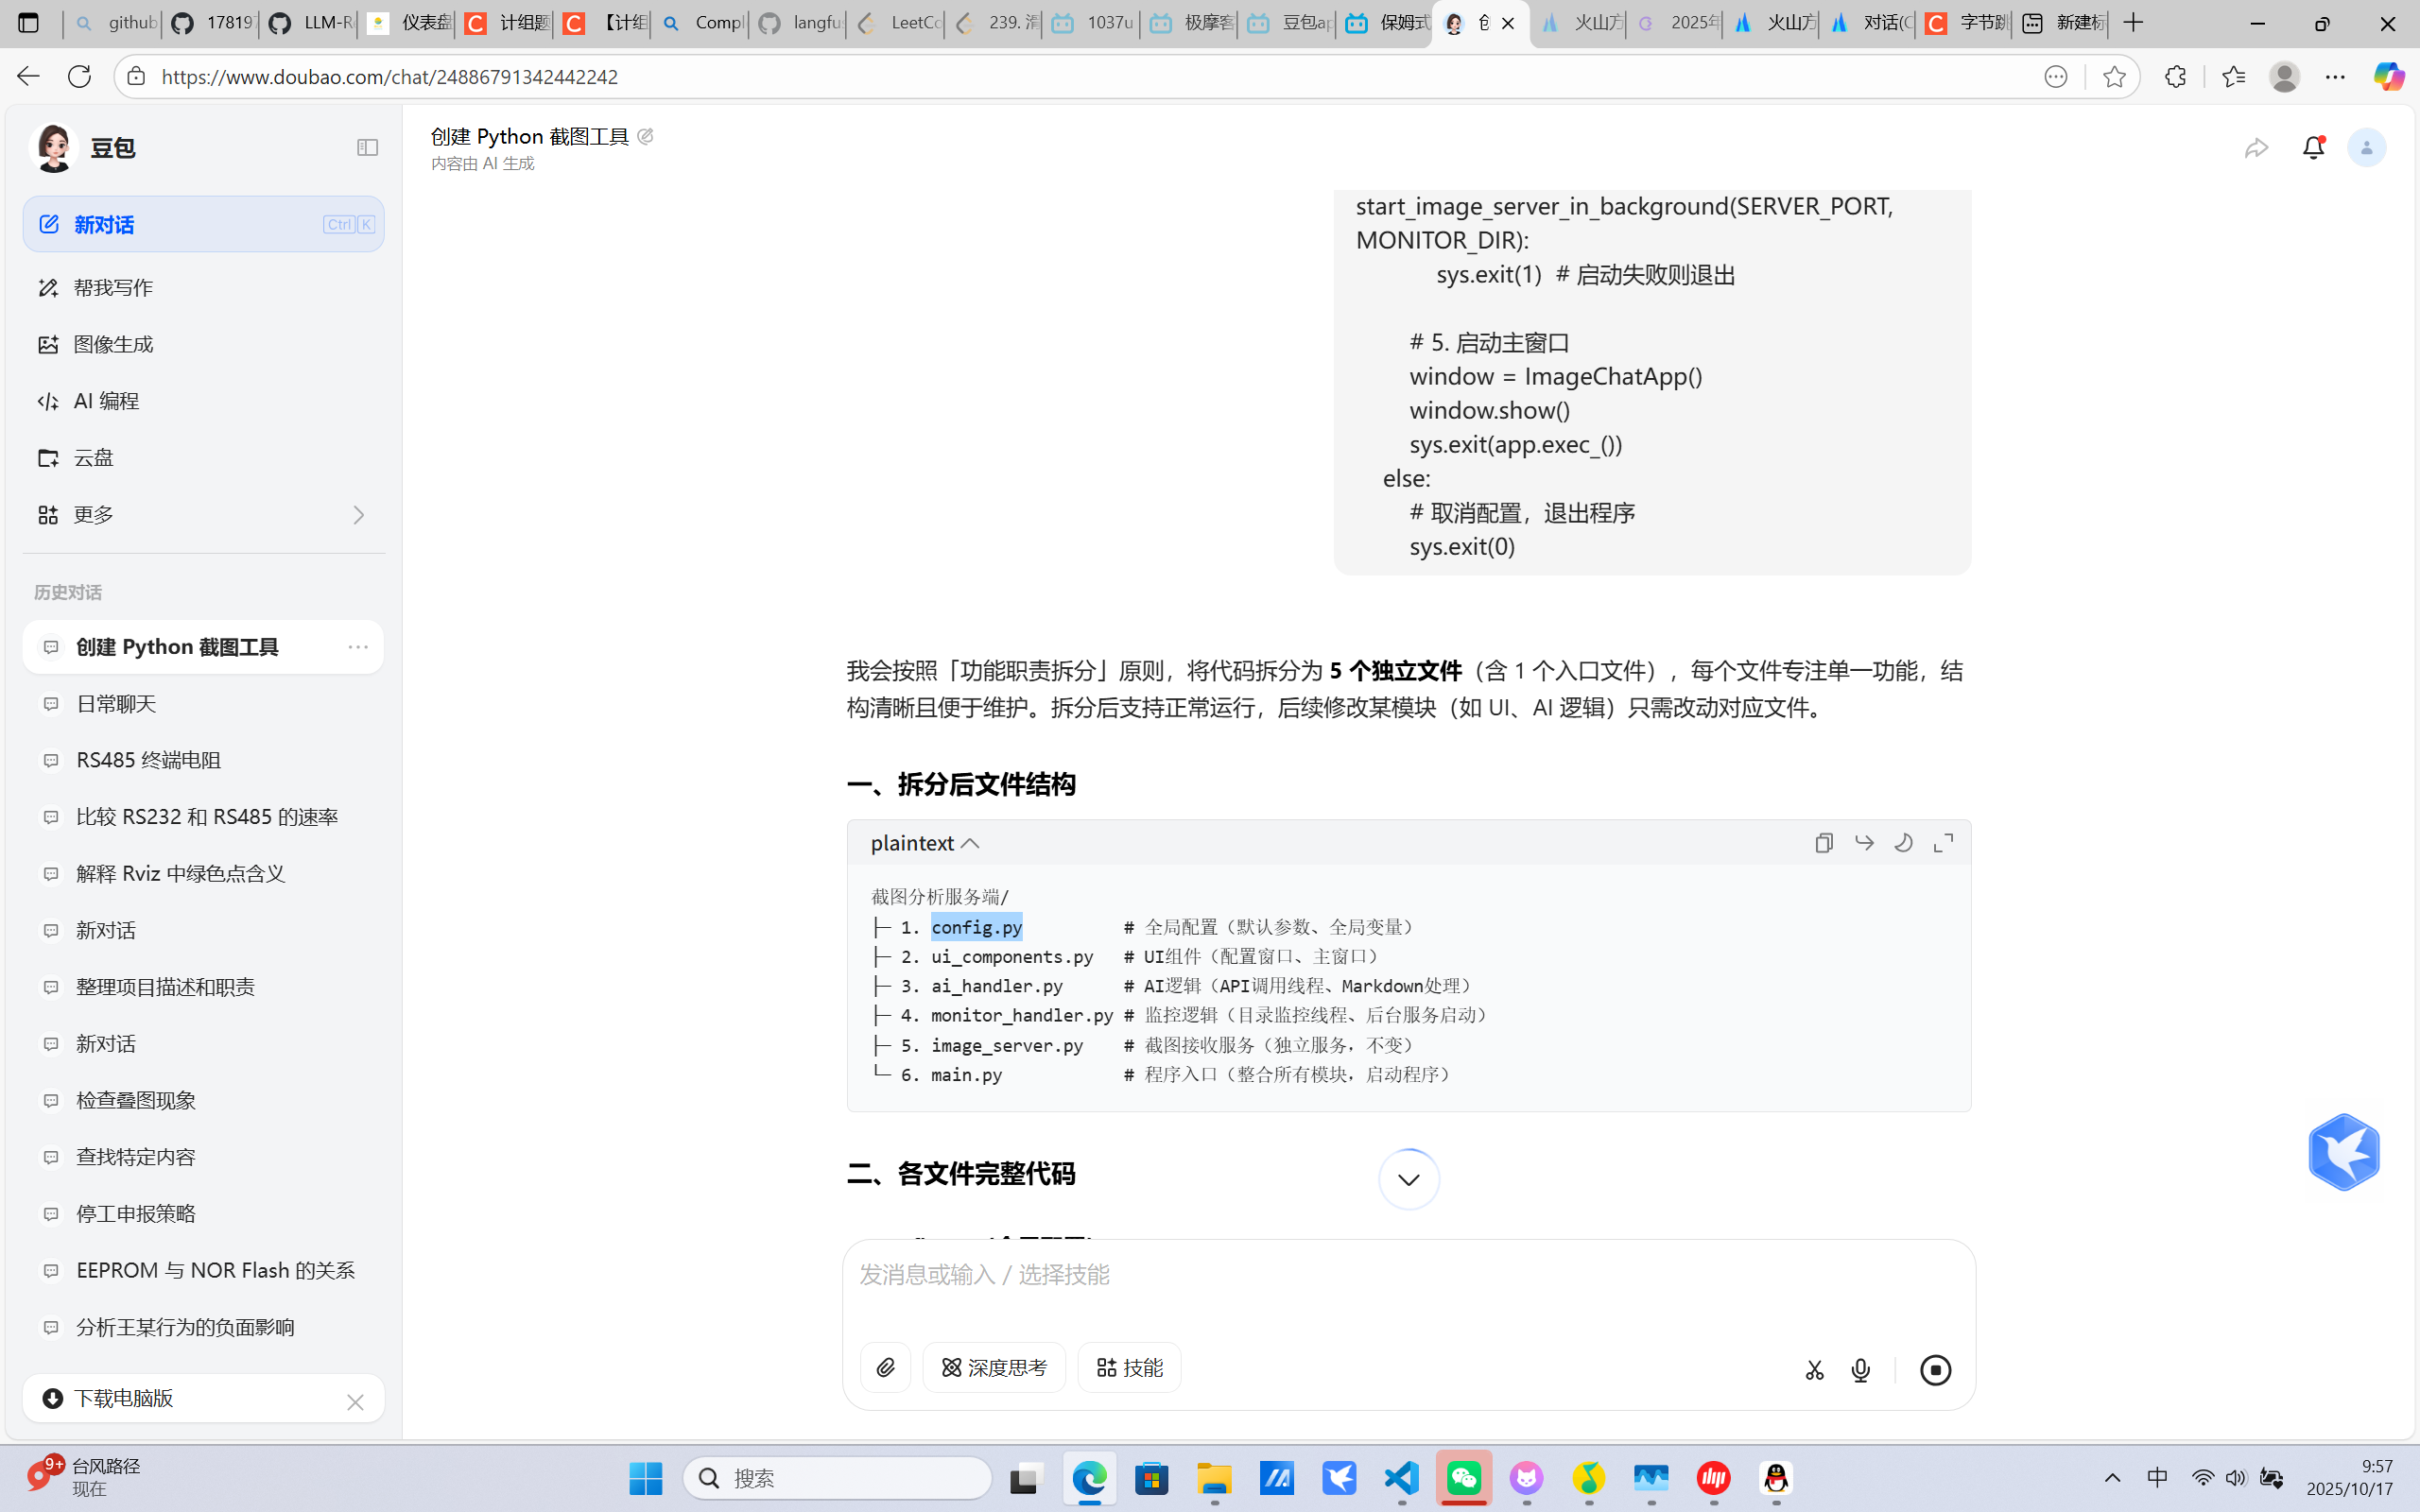 github
17819
LLM-R
仪表盘
计组题
【计组
Compl
langfu
LeetCo
239. 滑
1037u
极摩客
豆包ap
保姆式
火山方
2025年
火山方
对话(C
字节跳
新建标
https://www.doubao.com/chat/24886791342442242
豆包
新对话 Ctrl K
帮我写作
图像生成
AI 编程
云盘
更多
历史对话
创建 Python 截图工具
日常聊天
RS485 终端电阻
比较 RS232 和 RS485 的速率
解释 Rviz 中绿色点含义
新对话
整理项目描述和职责
新对话
检查叠图现象
查找特定内容
停工申报策略
EEPROM 与 NOR Flash 的关系
分析王某行为的负面影响
下载电脑版
创建 Python 截图工具
内容由 AI 生成
start_image_server_in_background(SERVER_PORT,
MONITOR_DIR):
sys.exit(1)  # 启动失败则退出
# 5. 启动主窗口
window = ImageChatApp()
window.show()
sys.exit(app.exec_())
else:
# 取消配置，退出程序
sys.exit(0)
我会按照「功能职责拆分」原则，将代码拆分为 5 个独立文件（含 1 个入口文件），每个文件专注单一功能，结
构清晰且便于维护。拆分后支持正常运行，后续修改某模块（如 UI、AI 逻辑）只需改动对应文件。
一、拆分后文件结构
plaintext
截图分析服务端/
├─ 1. config.py # 全局配置（默认参数、全局变量）
├─ 2. ui_components.py # UI组件（配置窗口、主窗口）
├─ 3. ai_handler.py # AI逻辑（API调用线程、Markdown处理）
├─ 4. monitor_handler.py # 监控逻辑（目录监控线程、后台服务启动）
├─ 5. image_server.py # 截图接收服务（独立服务，不变）
└─ 6. main.py # 程序入口（整合所有模块，启动程序）
二、各文件完整代码
发消息或输入 / 选择技能
深度思考
技能
9+
台风路径
现在
搜索
中
9:57
2025/10/17